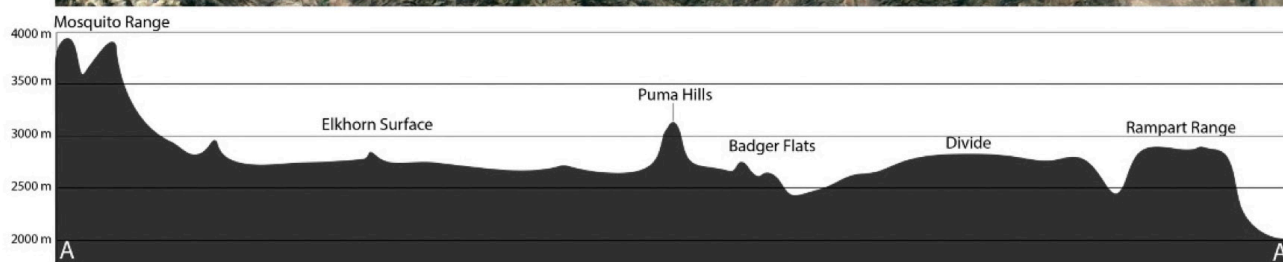 Mosquito Range
4000 m
3500 m
Puma Hills
Elkhorn Surface
Rampart Range
3000 m
Badger Flats
Divide
2500 m
2000 m
A
A